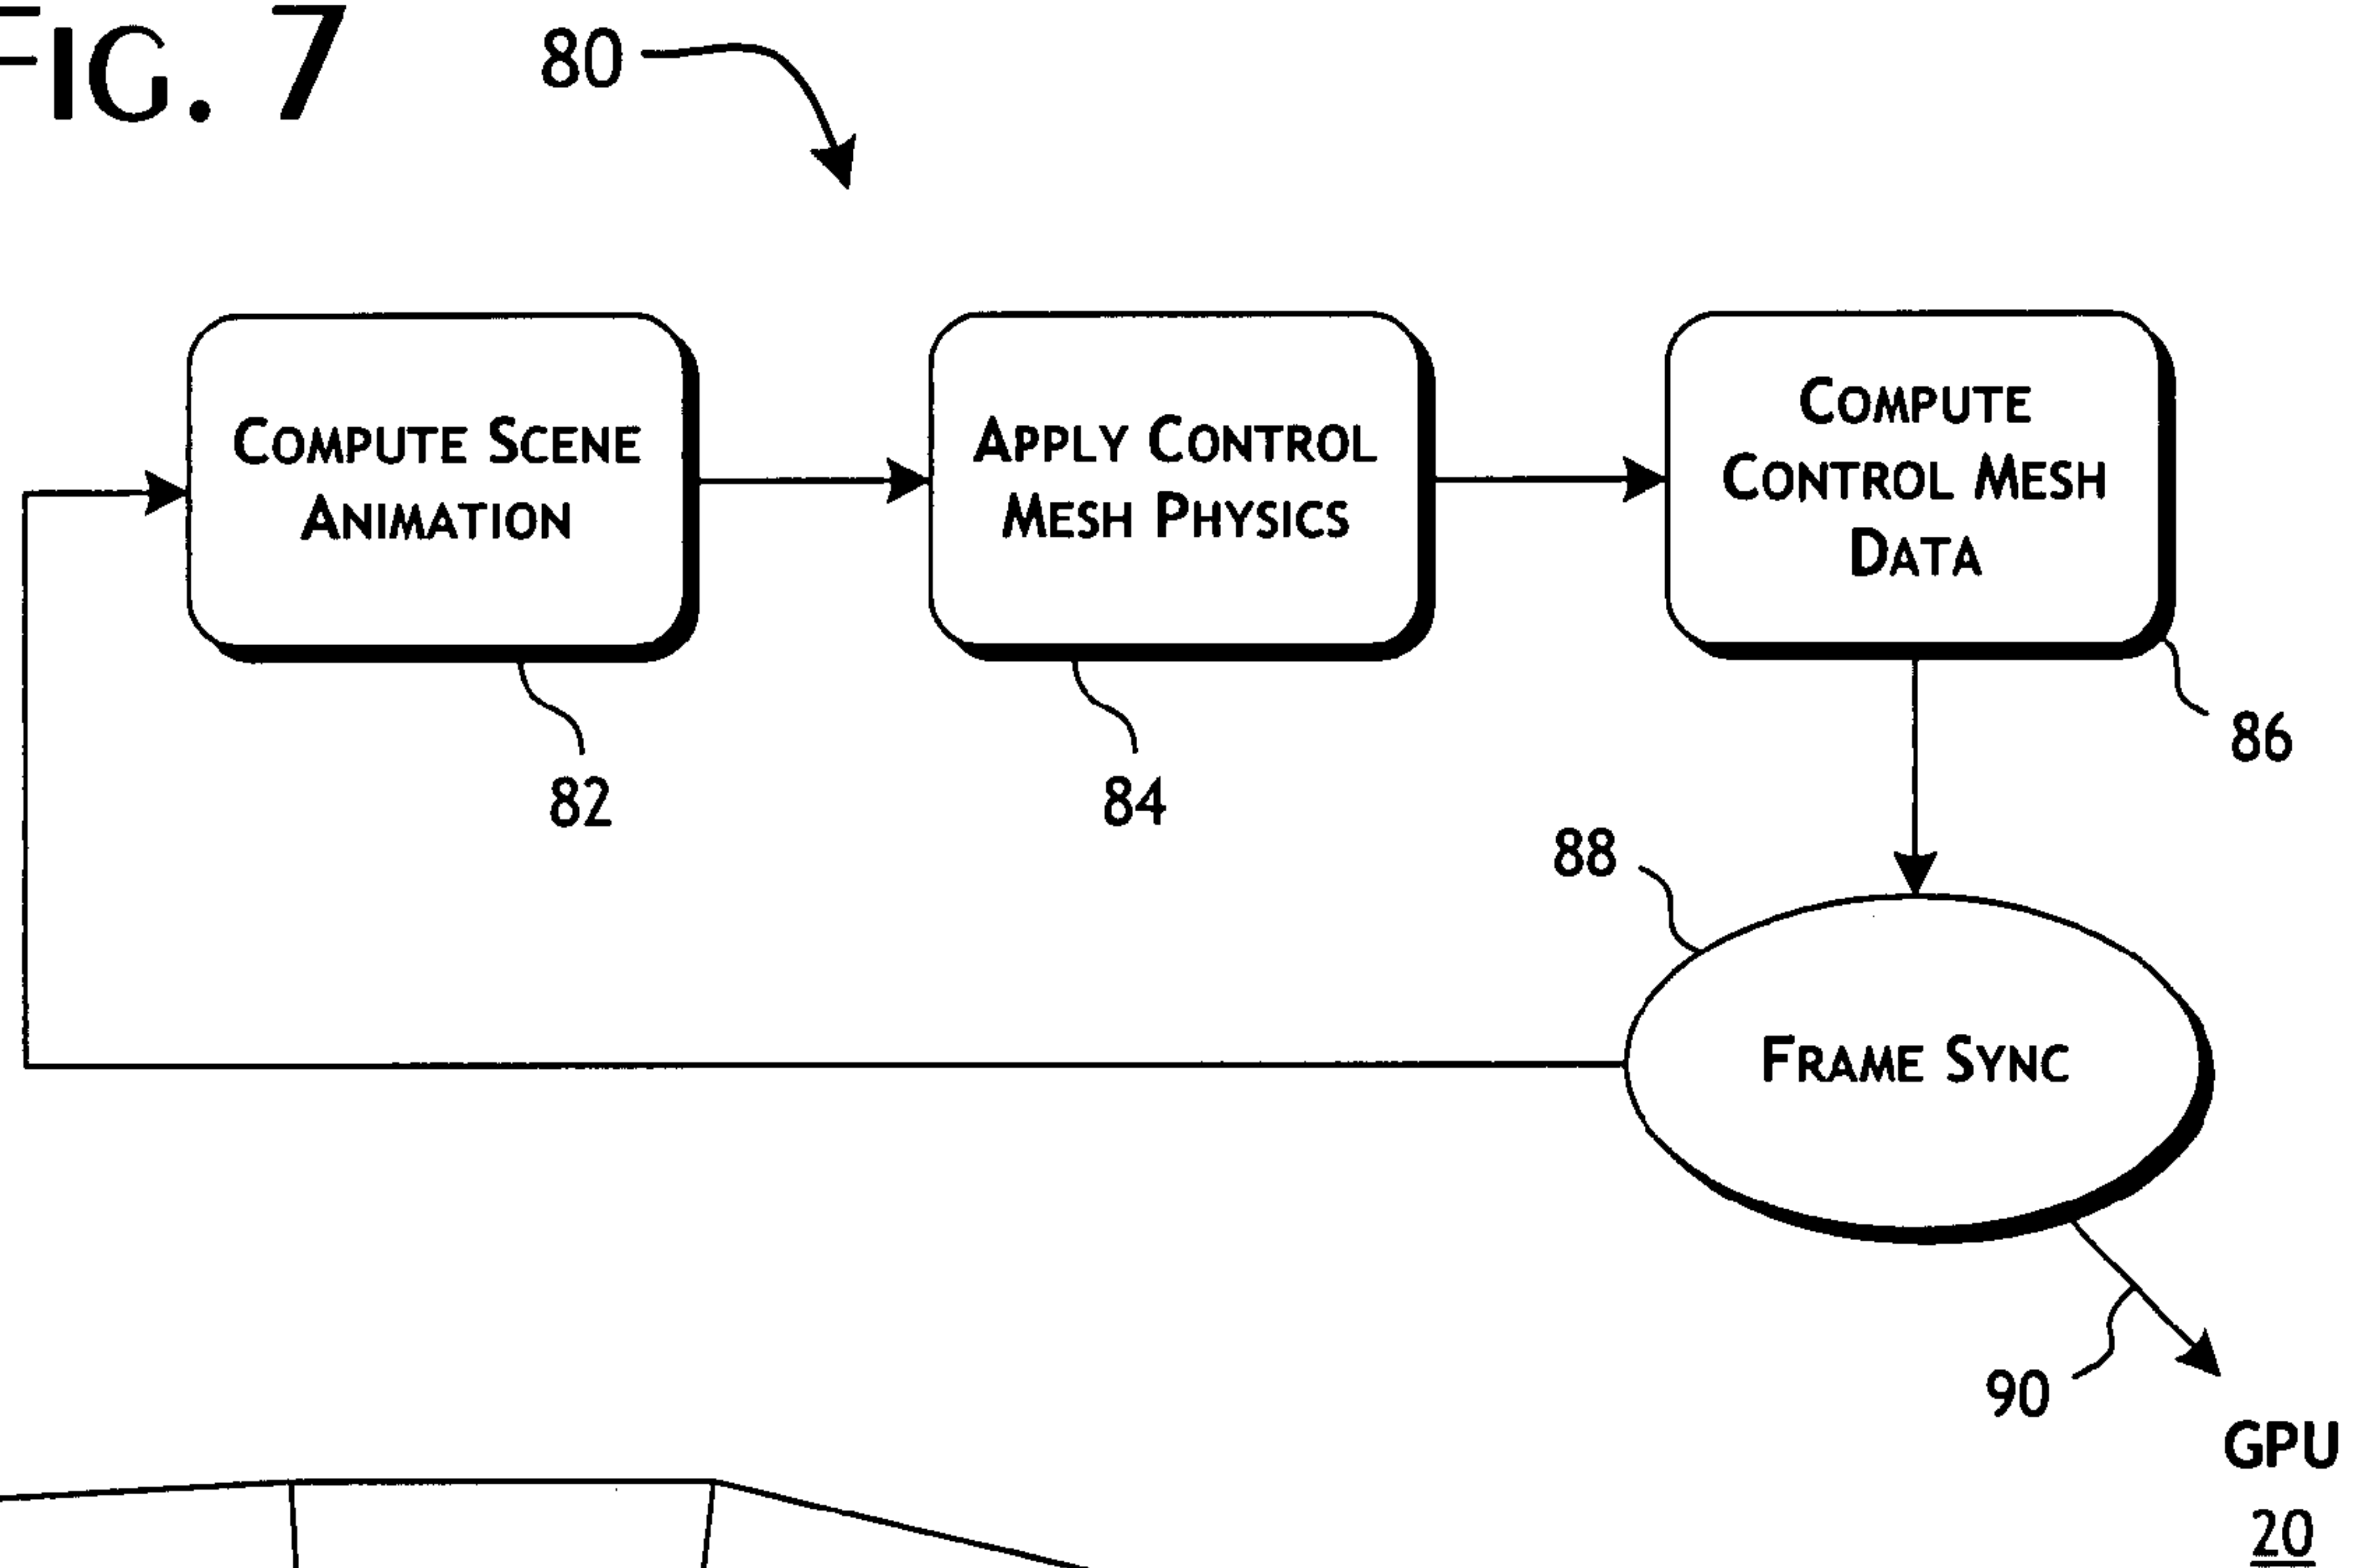 FIG. 7
80
COMPUTE SCENE
ANIMATION
APPLY CONTROL
MESH PHYSICS
COMPUTE
CONTROL MESH
DATA
82
84
86
88
FRAME SYNC
90
GPU
20